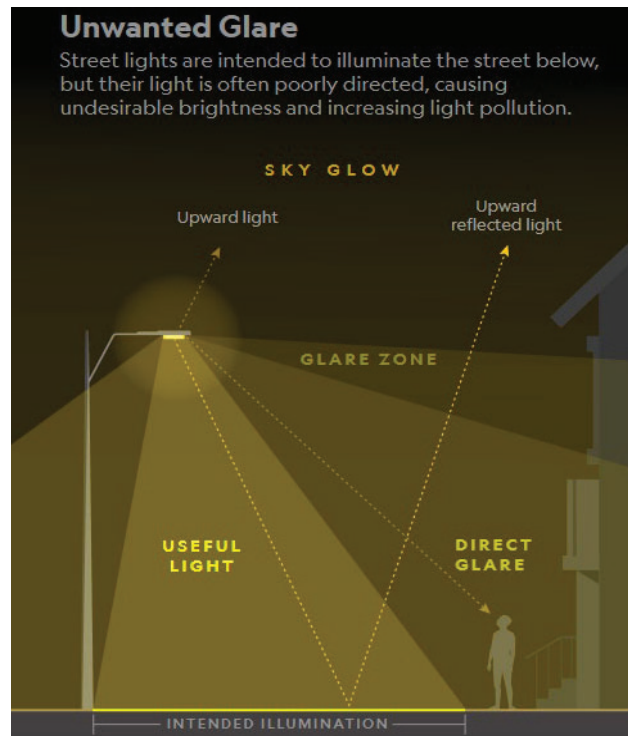 Unwanted Glare
Street lights are intended to illuminate the street below,
but their light is often poorly directed, causing
undesirable brightness and increasing light pollution.
SKY GLOW
Upward light
Upward
reflected light
GLARE ZONE
USEFUL
LIGHT
DIRECT
GLARE
INTENDED ILLUMINATION